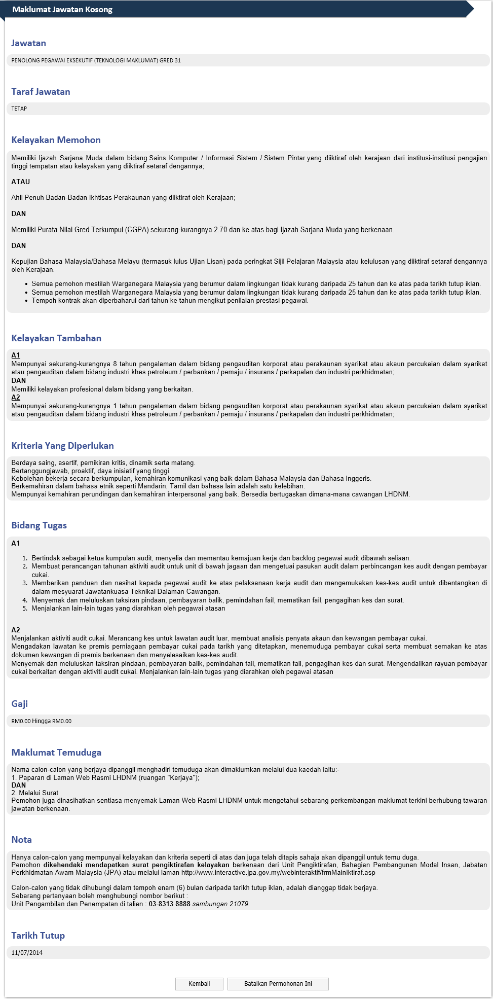 Maklumat Jawatan Kosong
Jawatan
PENOLONG PEGAWAI EKSEKUTIF (TEKNOLOGI MAKLUMAT) GRED 31
Taraf Jawatan
TETAP
Kelayakan Memohon
Memiliki Ijazah Sarjana Muda dalam bidang Sains Komputer / Informasi Sistem / Sistem Pintar yang diiktiraf oleh kerajaan dari institusi-institusi pengajian
tinggi tempatan atau kelayakan yang diiktiraf setaraf dengannya;
ATAU
Ahli Penuh Badan-Badan Ikhtisas Perakaunan yang diiktiraf oleh Kerajaan;
DAN
Memiliki Purata Nilai Gred Terkumpul (CGPA) sekurang-kurangnya 2.70 dan ke atas bagi Ijazah Sarjana Muda yang berkenaan.
DAN
Kepujian Bahasa Malaysia/Bahasa Melayu (termasuk lulus Ujian Lisan) pada peringkat Sijil Pelajaran Malaysia atau kelulusan yang diiktiraf setaraf dengannya
oleh Kerajaan.
• Semua pemohon mestilah Warganegara Malaysia yang berumur dalam lingkungan tidak kurang daripada 25 tahun dan ke atas pada tarikh tutup iklan.
• Semua pemohon mestilah Warganegara Malaysia yang berumur dalam lingkungan tidak kurang daripada 25 tahun dan ke atas pada tarikh tutup iklan.
• Tempoh kontrak akan diperbaharui dari tahun ke tahun mengikut penilaian prestasi pegawai.
Kelayakan Tambahan
A1
Mempunyai sekurang-kurangnya 8 tahun pengalaman dalam bidang pengauditan korporat atau perakaunan syarikat atau akaun percukaian dalam syarikat
atau pengauditan dalam bidang industri khas petroleum / perbankan / pemaju / insurans / perkapalan dan industri perkhidmatan;
DAN
Memiliki kelayakan profesional dalam bidang yang berkaitan.
A2
Mempunyai sekurang-kurangnya 1 tahun pengalaman dalam bidang pengauditan korporat atau perakaunan syarikat atau akaun percukaian dalam syarikat
atau pengauditan dalam bidang industri khas petroleum / perbankan / pemaju / insurans / perkapalan dan industri perkhidmatan;
Kriteria Yang Diperlukan
Berdaya saing, asertif, pemikiran kritis, dinamik serta matang.
Bertanggungjawab, proaktif, daya inisiatif yang tinggi.
Kebolehan bekerja secara berkumpulan, kemahiran komunikasi yang baik dalam Bahasa Malaysia dan Bahasa Inggeris.
Berkemahiran dalam bahasa etnik seperti Mandarin, Tamil dan bahasa lain adalah satu kelebihan.
Mempunyai kemahiran perundingan dan kemahiran interpersonal yang baik. Bersedia bertugaskan dimana-mana cawangan LHDNM.
Bidang Tugas
A1
1. Bertindak sebagai ketua kumpulan audit, menyelia dan memantau kemajuan kerja dan backlog pegawai audit dibawah seliaan.
2. Membuat perancangan tahunan aktiviti audit untuk unit di bawah jagaan dan mengetuai pasukan audit dalam perbincangan kes audit dengan pembayar
cukai.
3. Memberikan panduan dan nasihat kepada pegawai audit ke atas pelaksanaan kerja audit dan mengemukakan kes-kes audit untuk dibentangkan di
dalam mesyuarat Jawatankuasa Teknikal Dalaman Cawangan.
4. Menyemak dan meluluskan taksiran pindaan, pembayaran balik, pemindahan fail, mematikan fail, pengagihan kes dan surat.
5. Menjalankan lain-lain tugas yang diarahkan oleh pegawai atasan
A2
Menjalankan aktiviti audit cukai. Merancang kes untuk lawatan audit luar, membuat analisis penyata akaun dan kewangan pembayar cukai.
Mengadakan lawatan ke premis perniagaan pembayar cukai pada tarikh yang ditetapkan, menemuduga pembayar cukai serta membuat semakan ke atas
dokumen kewangan di premis berkenaan dan menyelesaikan kes-kes audit.
Menyemak dan meluluskan taksiran pindaan, pembayaran balik, pemindahan fail, mematikan fail, pengagihan kes dan surat. Mengendalikan rayuan pembayar
cukai berkaitan dengan aktiviti audit cukai. Menjalankan lain-lain tugas yang diarahkan oleh pegawai atasan
Gaji
RM0.00 Hingga RM0.00
Maklumat Temuduga
Nama calon-calon yang berjaya dipanggil menghadiri temuduga akan dimaklumkan melalui dua kaedah iaitu:-
1. Paparan di Laman Web Rasmi LHDNM (ruangan "Kerjaya");
DAN
2. Melalui Surat
Pemohon juga dinasihatkan sentiasa menyemak Laman Web Rasmi LHDNM untuk mengetahui sebarang perkembangan maklumat terkini berhubung tawaran
jawatan berkenaan.
Nota
Hanya calon-calon yang mempunyai kelayakan dan kriteria seperti di atas dan juga telah ditapis sahaja akan dipanggil untuk temu duga.
Pemohon dikehendaki mendapatkan surat pengiktirafan kelayakan berkenaan dari Unit Pengiktirafan, Bahagian Pembangunan Modal Insan, Jabatan
Perkhidmatan Awam Malaysia (JPA) atau melalui laman http://www.interactive.jpa.gov.my/webinteraktif/frmMainIktiraf.asp
Calon-calon yang tidak dihubungi dalam tempoh enam (6) bulan daripada tarikh tutup iklan, adalah dianggap tidak berjaya.
Sebarang pertanyaan boleh menghubungi nombor berikut :
Unit Pengambilan dan Penempatan di talian : 03-8313 8888 sambungan 21079.
Tarikh Tutup
11/07/2014
Kembali
Batalkan Permohonan Ini